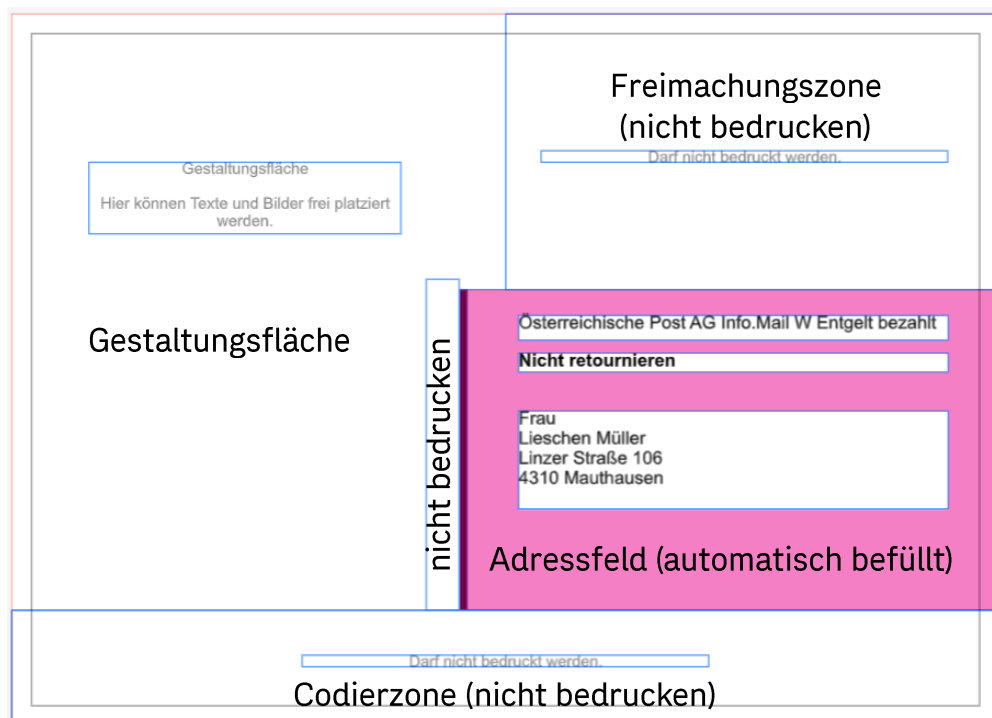 Freimachungszone
(nicht bedrucken)
Darf nicht bedruckt werden.
Gestaltungsfläche
Hier können Texte und Bilder frei platziert
werden.
Gestaltungsfläche
nicht bedrucken
Österreichische Post AG Info.Mail W Entgelt bezahlt
Nicht retournieren
Frau
Lieschen Müller
Linzer Straße 106
4310 Mauthausen
Adressfeld (automatisch befüllt)
Darf nicht bedruckt werden.
Codierzone (nicht bedrucken)